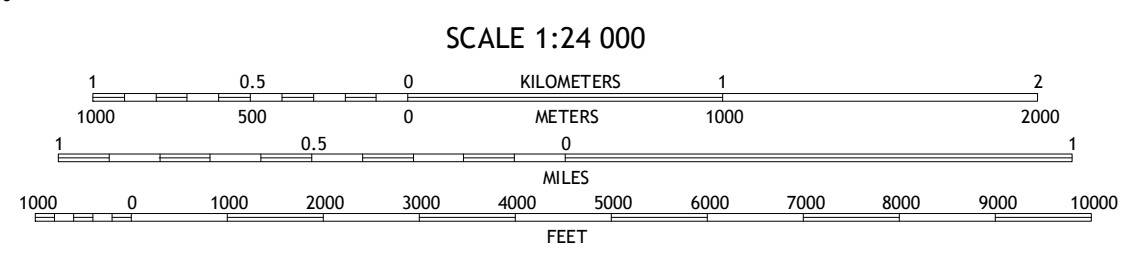 SCALE 1:24 000
1 0.5 0 KILOMETERS 1 2
1000 500 0 METERS 1000 2000
1 0.5 0 1
MILES
1000 0 1000 2000 3000 4000 5000 6000 7000 8000 9000 10000
FEET